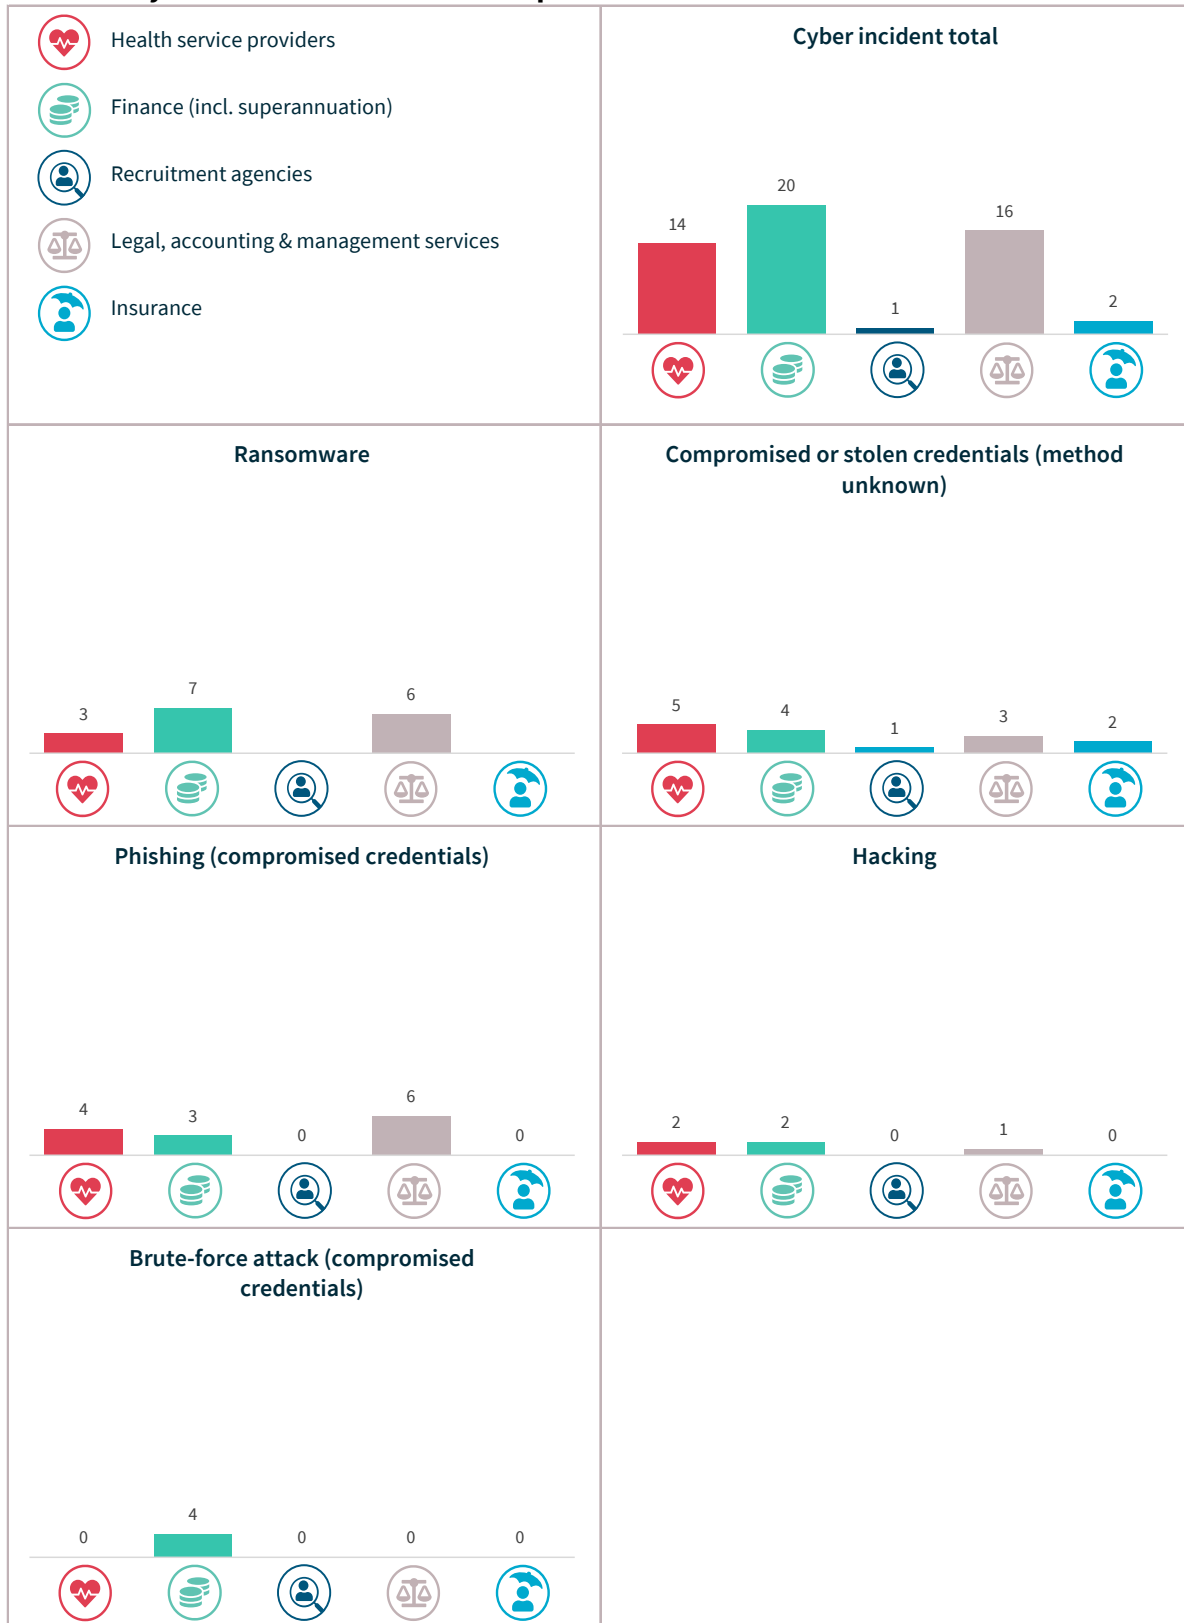 Health service providers
Finance (incl. superannuation)
Recruitment agencies
Legal, accounting & management services
Insurance
Cyber incident total
14
20
1
16
2
Ransomware
3
7
6
Compromised or stolen credentials (method
unknown)
5
4
1
3
2
Phishing (compromised credentials)
4
3
0
6
0
Hacking
2
2
0
1
0
Brute-force attack (compromised
credentials)
0
4
0
0
0